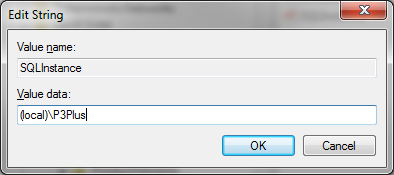 Edit String
Value name:
SQLInstance
Value data:
(local)\P3Plus
OK Cancel